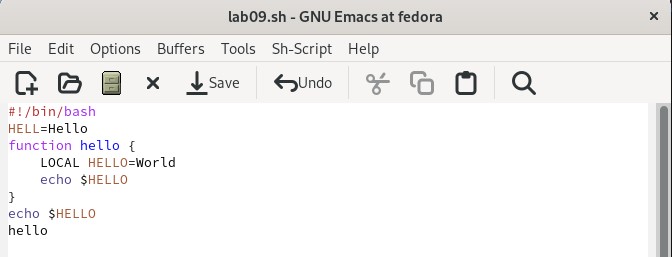 lab09.sh - GNU Emacs at fedora
File Edit Options Buffers Tools Sh-Script Help
Save Undo
#!/bin/bash
HELL=Hello
function hello {
    LOCAL HELLO=World
    echo $HELLO
}
echo $HELLO
hello